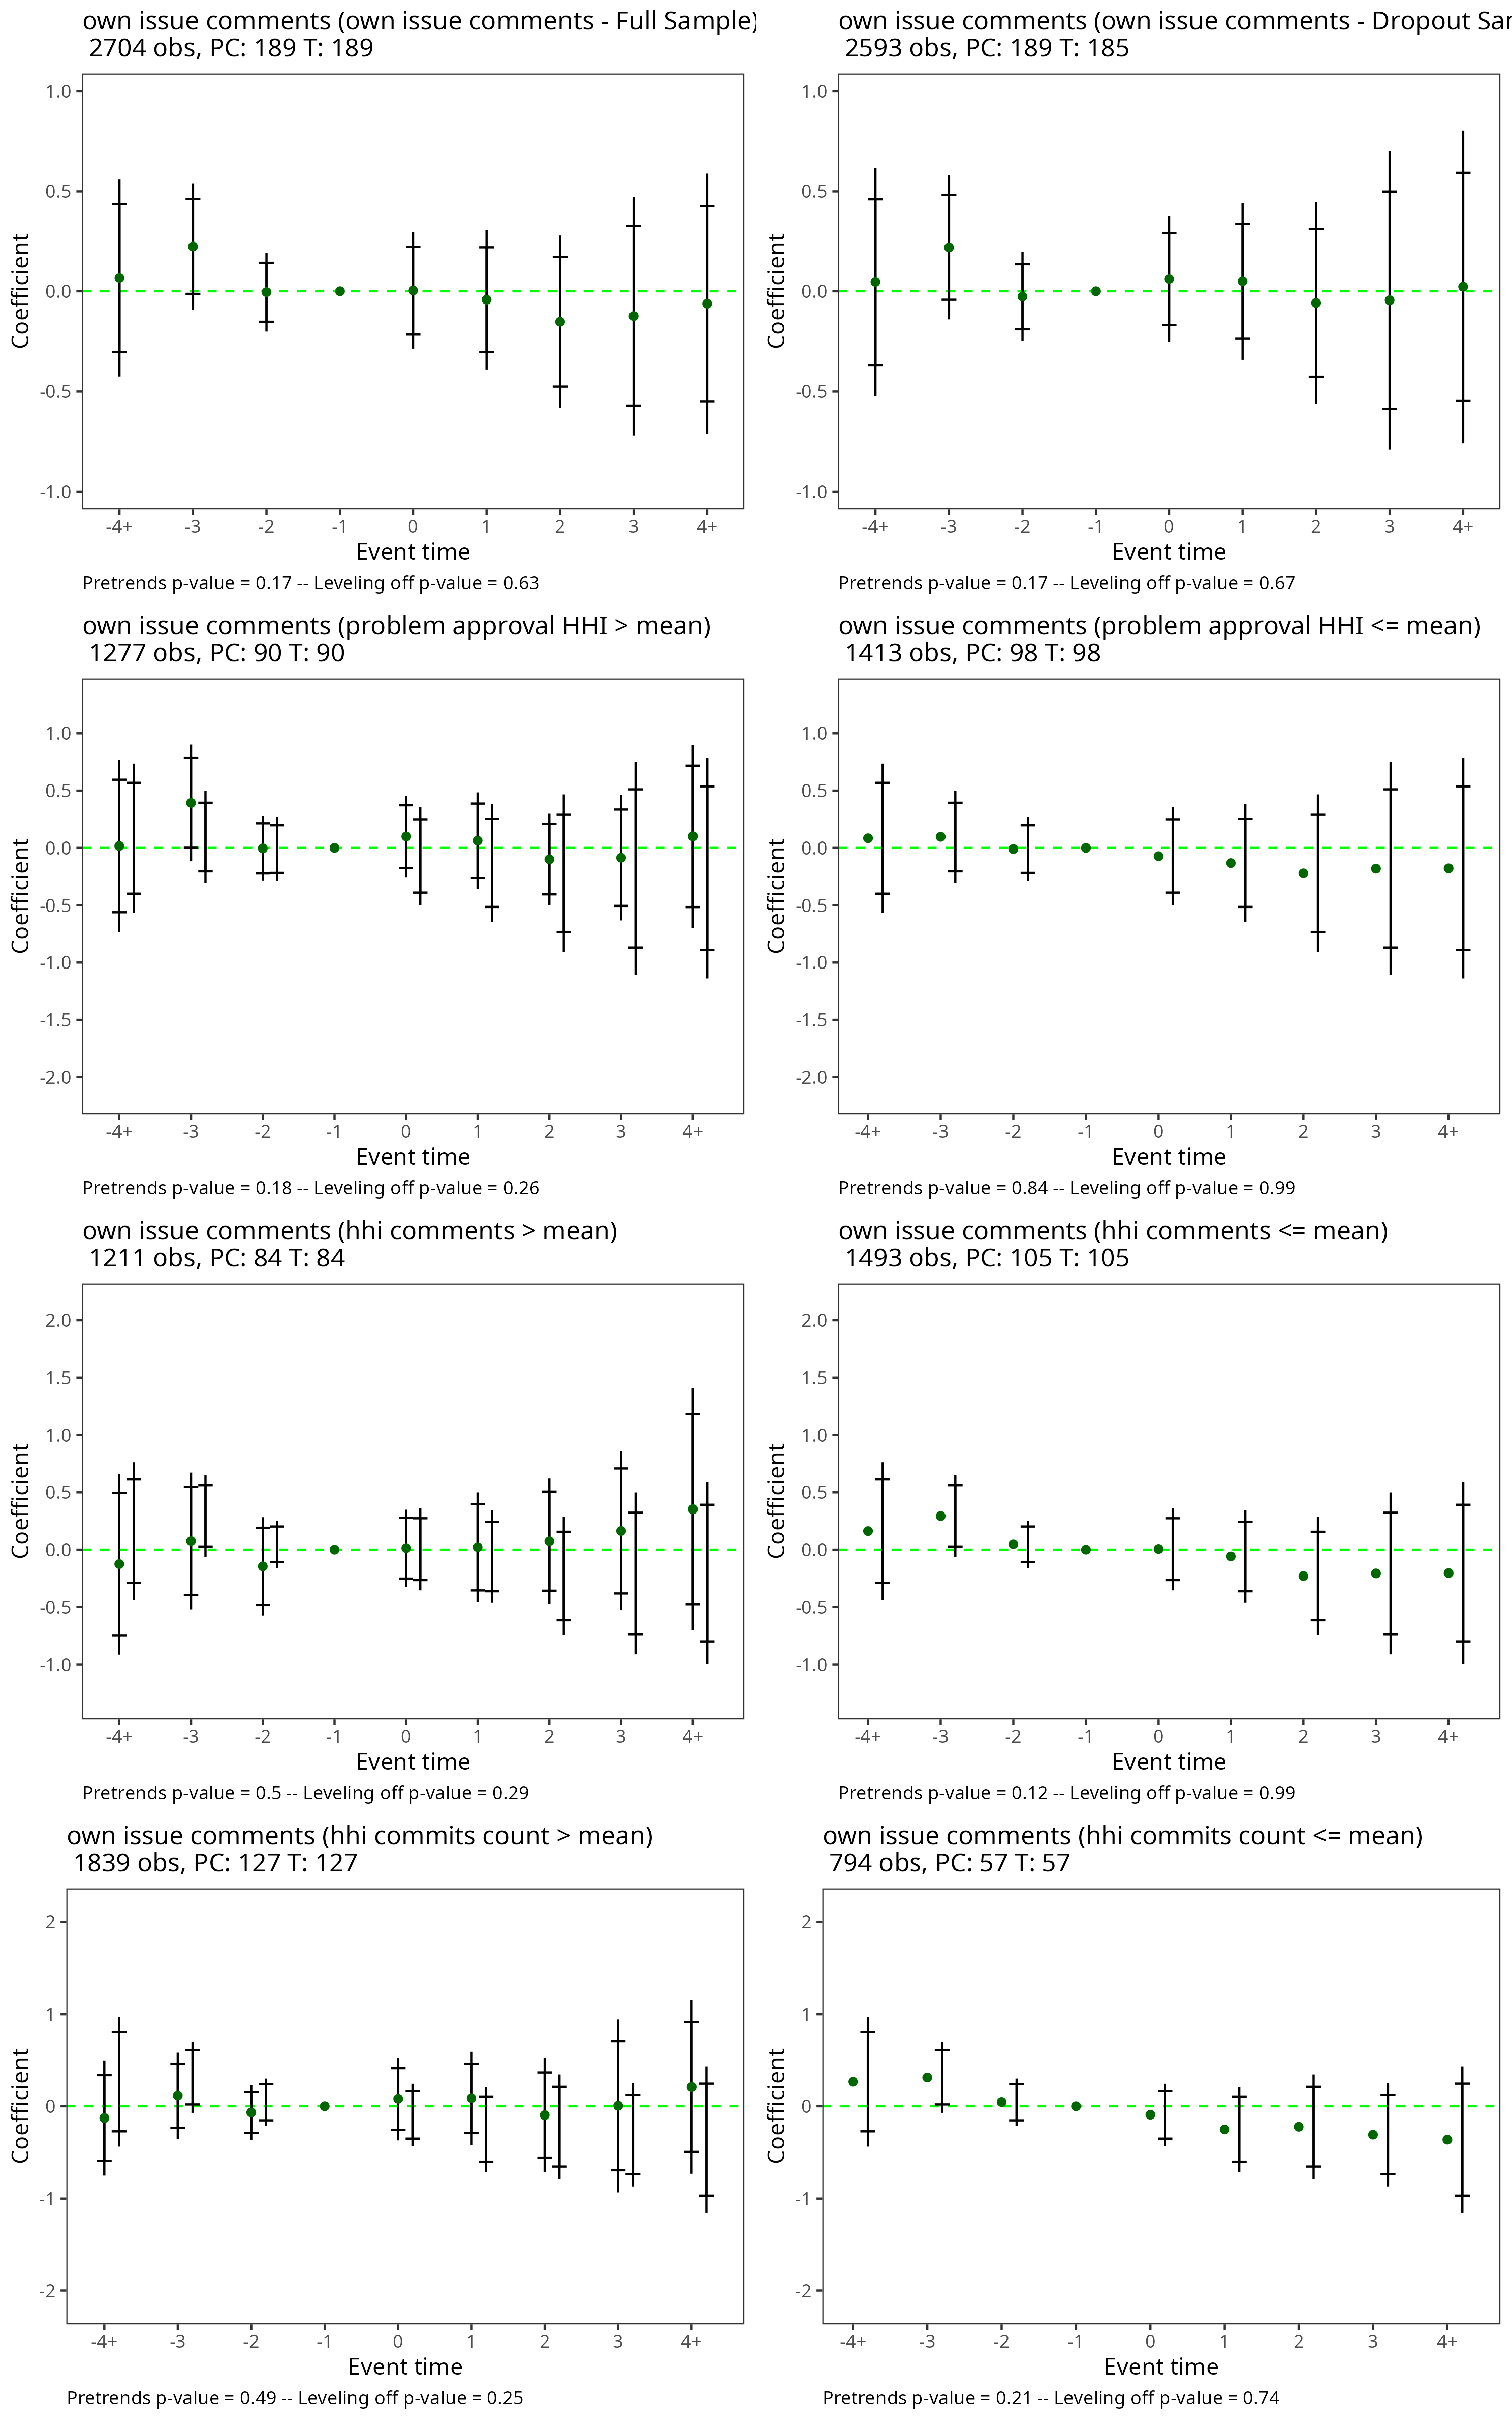 own issue comments (own issue comments - Full Sample)
2704 obs, PC: 189 T: 189
1.0
0.5
0.0
-0.5
-1.0
Coefficient
-4+ -3 -2 -1 0 1 2 3 4+
Event time
Pretrends p-value = 0.17 -- Leveling off p-value = 0.63
own issue comments (own issue comments - Dropout Sar
2593 obs, PC: 189 T: 185
1.0
0.5
0.0
-0.5
-1.0
Coefficient
-4+ -3 -2 -1 0 1 2 3 4+
Event time
Pretrends p-value = 0.17 -- Leveling off p-value = 0.67
own issue comments (problem approval HHI > mean)
1277 obs, PC: 90 T: 90
1.0
0.5
0.0
-0.5
-1.0
-1.5
-2.0
Coefficient
-4+ -3 -2 -1 0 1 2 3 4+
Event time
Pretrends p-value = 0.18 -- Leveling off p-value = 0.26
own issue comments (problem approval HHI <= mean)
1413 obs, PC: 98 T: 98
1.0
0.5
0.0
-0.5
-1.0
-1.5
-2.0
Coefficient
-4+ -3 -2 -1 0 1 2 3 4+
Event time
Pretrends p-value = 0.84 -- Leveling off p-value = 0.99
own issue comments (hhi comments > mean)
1211 obs, PC: 84 T: 84
2.0
1.5
1.0
0.5
0.0
-0.5
-1.0
Coefficient
-4+ -3 -2 -1 0 1 2 3 4+
Event time
Pretrends p-value = 0.5 -- Leveling off p-value = 0.29
own issue comments (hhi comments <= mean)
1493 obs, PC: 105 T: 105
2.0
1.5
1.0
0.5
0.0
-0.5
-1.0
Coefficient
-4+ -3 -2 -1 0 1 2 3 4+
Event time
Pretrends p-value = 0.12 -- Leveling off p-value = 0.99
own issue comments (hhi commits count > mean)
1839 obs, PC: 127 T: 127
2
1
0
-1
-2
Coefficient
-4+ -3 -2 -1 0 1 2 3 4+
Event time
Pretrends p-value = 0.49 -- Leveling off p-value = 0.25
own issue comments (hhi commits count <= mean)
794 obs, PC: 57 T: 57
2
1
0
-1
-2
Coefficient
-4+ -3 -2 -1 0 1 2 3 4+
Event time
Pretrends p-value = 0.21 -- Leveling off p-value = 0.74